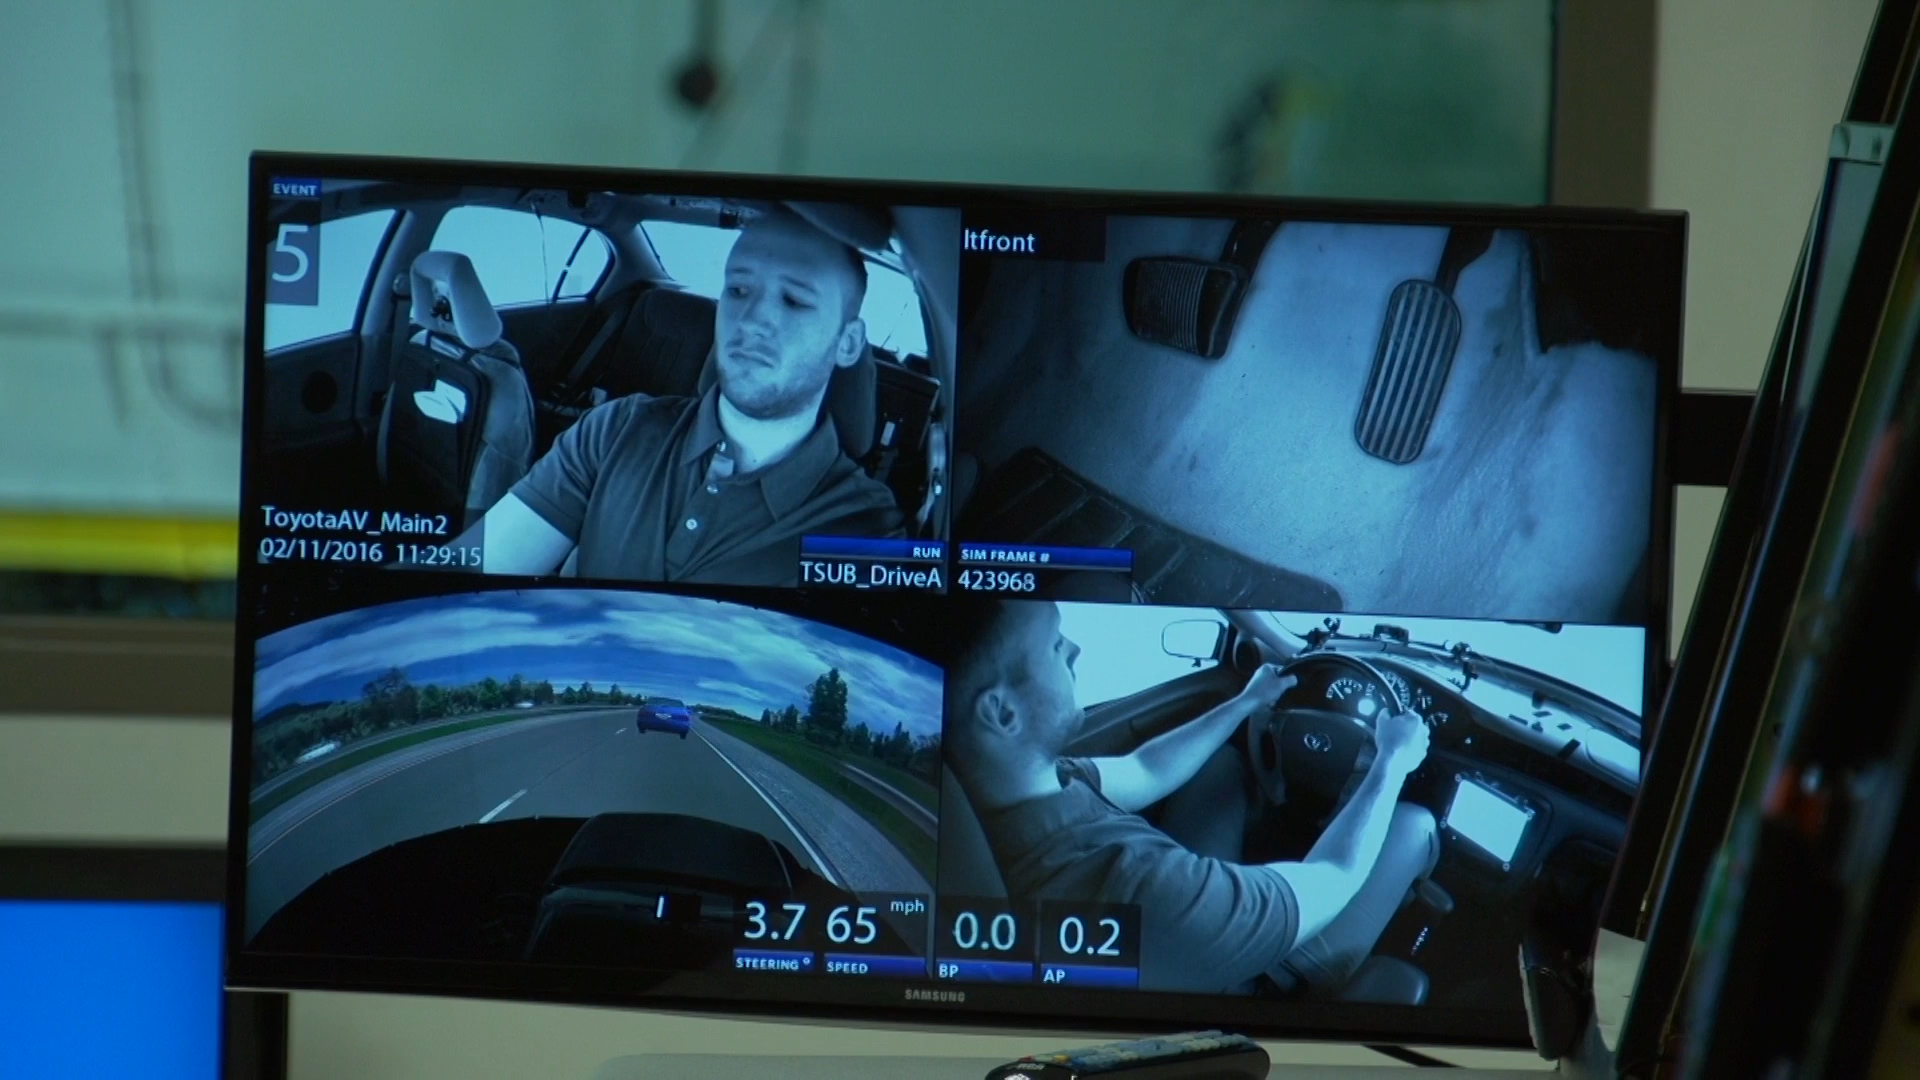 EVENT
5
ltfront
ToyotaAV_Main2
02/11/2016 11:29:15
RUN
TSUB_DriveA
SIM FRAME #
423968
3.7
STEERING °
65
mph
SPEED
0.0
BP
0.2
AP
SAMSUNG